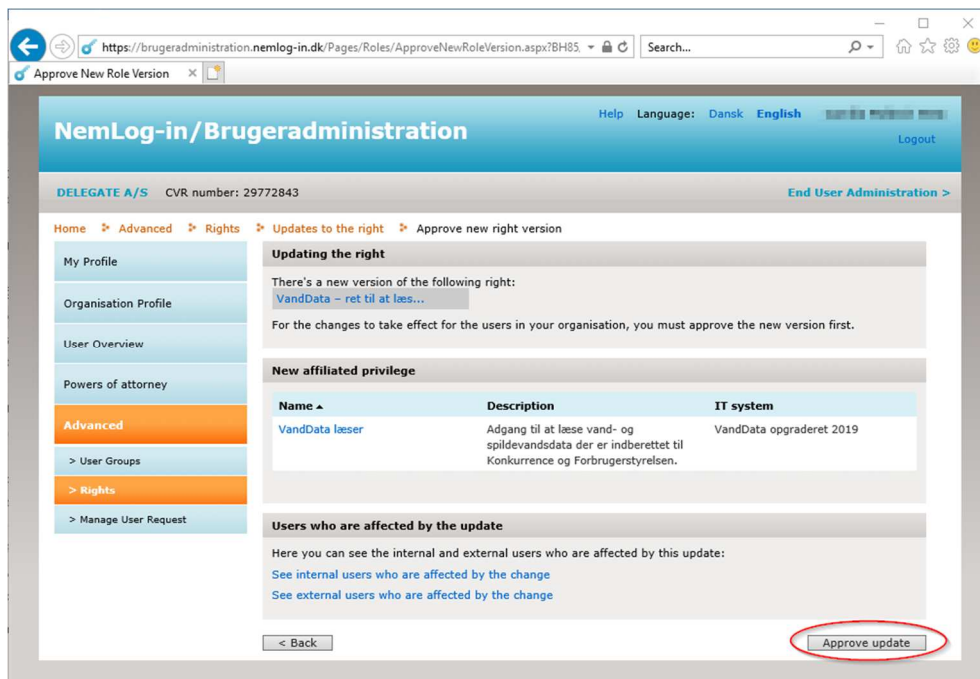 https://brugeradministration.nemlog-in.dk/Pages/Roles/ApproveNewRoleVersion.aspx?BH85,
Search...
Approve New Role Version
Help Language: Dansk English
NemLog-in/Brugeradministration
Logout
DELEGATE A/S CVR number: 29772843
End User Administration >
Home Advanced Rights Updates to the right Approve new right version
My Profile
Organisation Profile
User Overview
Powers of attorney
Advanced
> User Groups
> Rights
> Manage User Request
Updating the right
There's a new version of the following right:
VandData – ret til at læs...
For the changes to take effect for the users in your organisation, you must approve the new version first.
New affiliated privilege
Name Description IT system
VandData læser Adgang til at læse vand- og VandData opgraderet 2019
spildevandsdata der er indberettet til
Konkurrence og Forbrugerstyrelsen.
Users who are affected by the update
Here you can see the internal and external users who are affected by this update:
See internal users who are affected by the change
See external users who are affected by the change
< Back Approve update